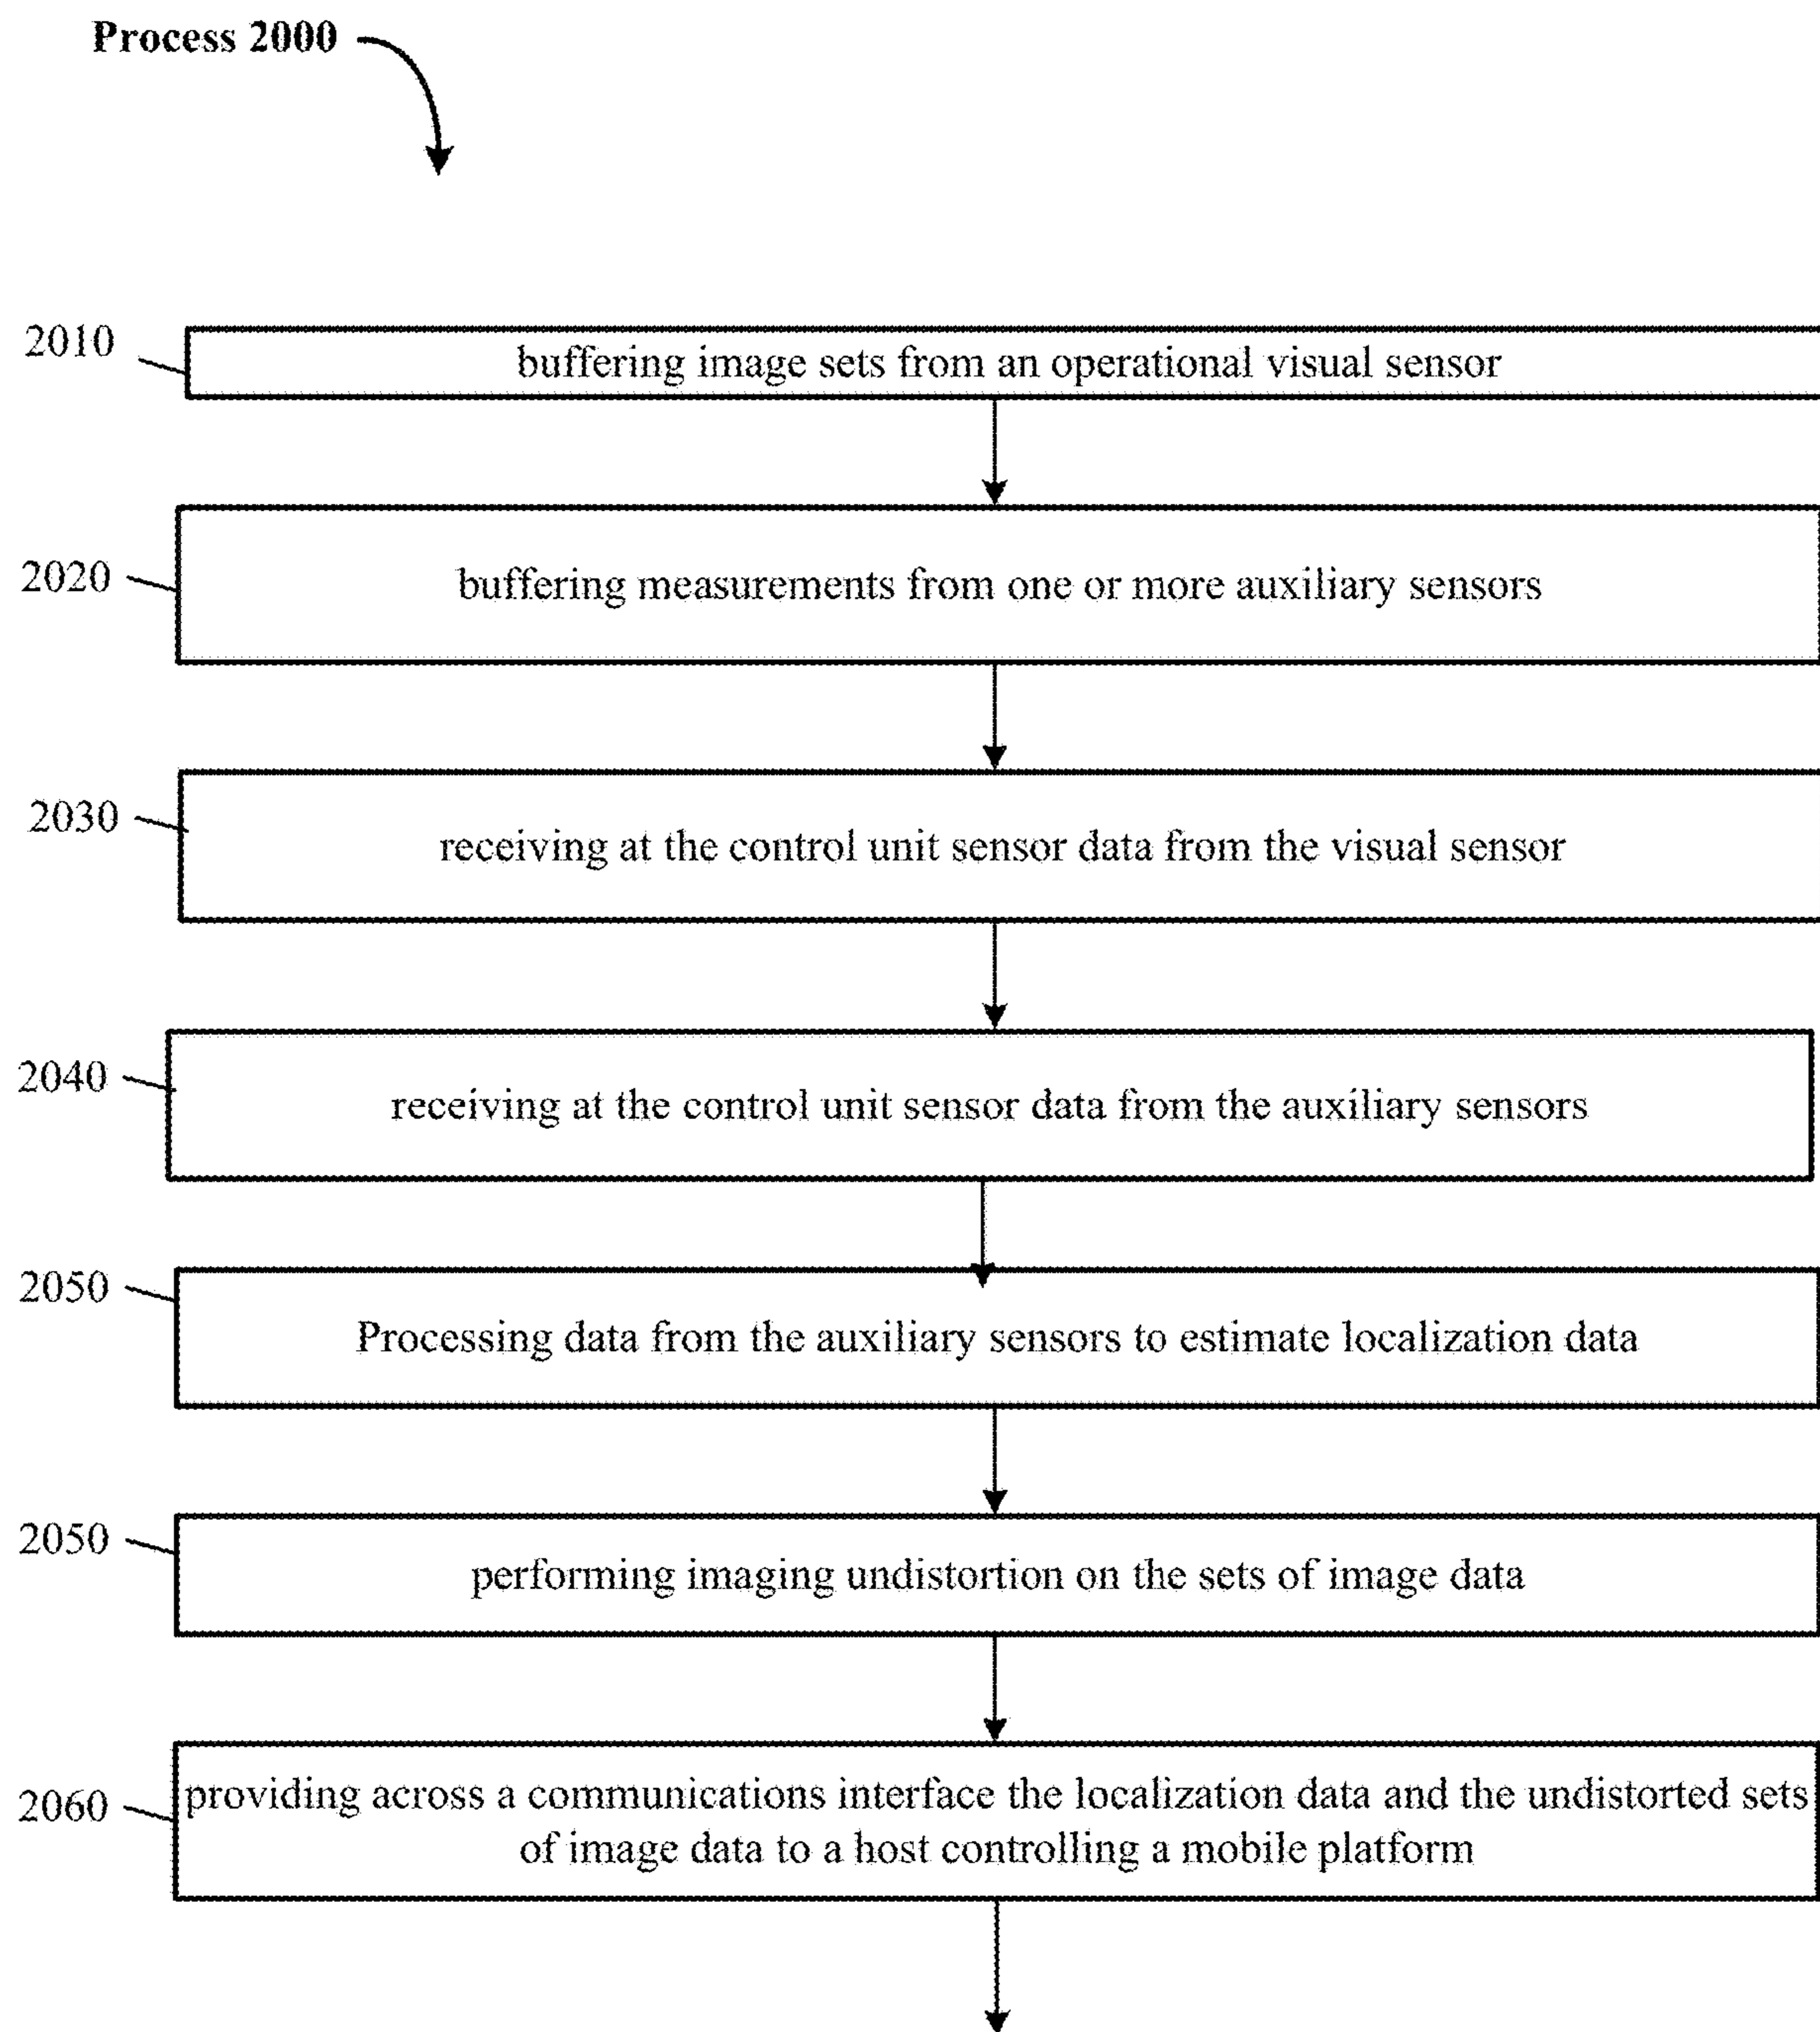 Process 2000
2010
buffering image sets from an operational visual sensor
2020
buffering measurements from one or more auxiliary sensors
2030
receiving at the control unit sensor data from the visual sensor
2040
receiving at the control unit sensor data from the auxiliary sensors
2050
Processing data from the auxiliary sensors to estimate localization data
2050
performing imaging undistortion on the sets of image data
2060
providing across a communications interface the localization data and the undistorted sets
of image data to a host controlling a mobile platform